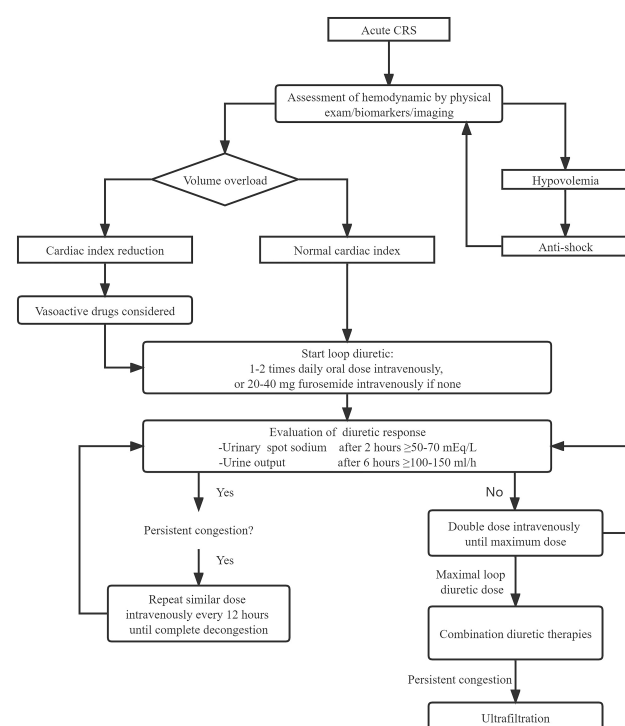 Acute CRS
Assessment of hemodynamic by physical
exam/biomarkers/imaging
Volume overload
Hypovolemia
Cardiac index reduction
Normal cardiac index
Anti-shock
Vasoactive drugs considered
Start loop diuretic:
1-2 times daily oral dose intravenously,
or 20-40 mg furosemide intravenously if none
Evaluation of diuretic response
-Urinary spot sodium after 2 hours ≥50-70 mEq/L
-Urine output after 6 hours ≥100-150 ml/h
Yes
No
Persistent congestion?
Double dose intravenously
until maximum dose
Yes
Maximal loop
diuretic dose
Repeat similar dose
intravenously every 12 hours
until complete decongestion
Combination diuretic therapies
Persistent congestion
Ultrafiltration